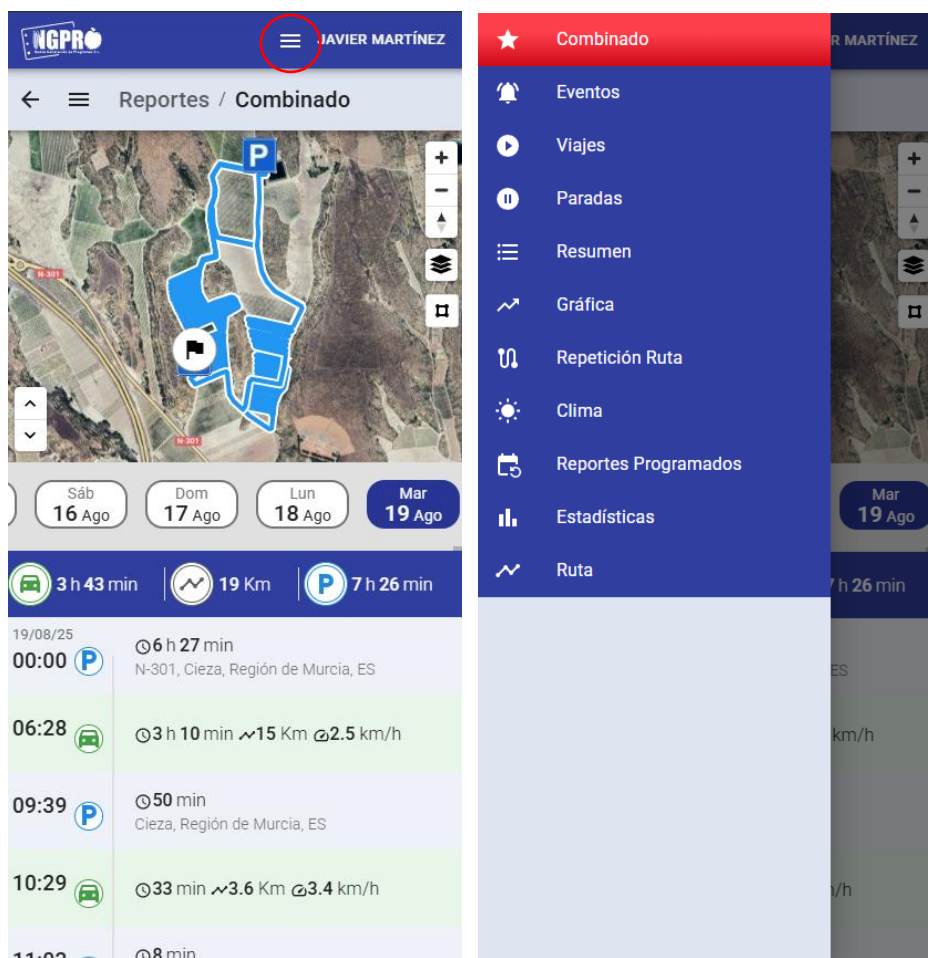 NGPRO
JAVIER MARTÍNEZ
Reportes / Combinado
P
N-301
N-301
Sáb
16 Ago
Dom
17 Ago
Lun
18 Ago
Mar
19 Ago
3 h 43 min
19 Km
P
7 h 26 min
19/08/25
00:00
P
6 h 27 min
N-301, Cieza, Región de Murcia, ES
06:28
3 h 10 min 15 Km 2.5 km/h
09:39
P
50 min
Cieza, Región de Murcia, ES
10:29
33 min 3.6 Km 3.4 km/h
8 min
Combinado
R MARTÍNEZ
Eventos
Viajes
Paradas
Resumen
Gráfica
Repetición Ruta
Clima
Reportes Programados
Estadísticas
Ruta
Mar
19 Ago
h 26 min
ES
km/h
/h